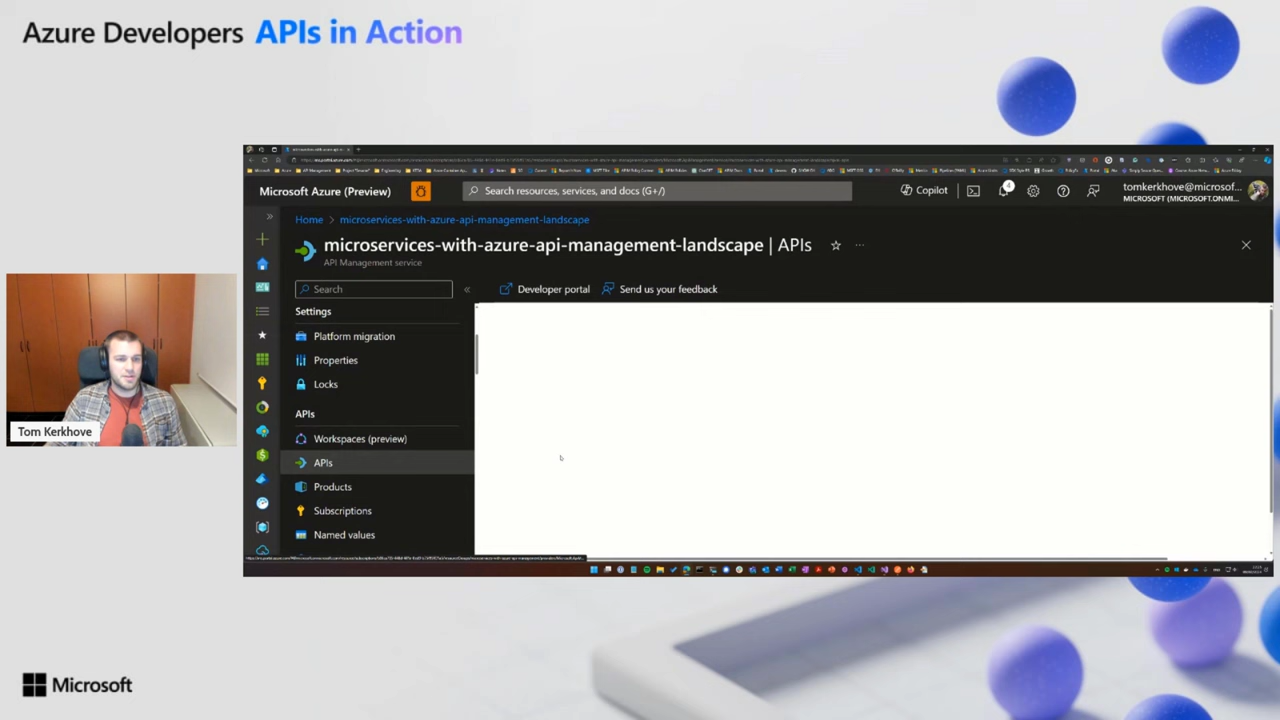 Azure Developers APIs in Action
Microsoft Azure (Preview)
Search resources, services, and docs (G+/)
Copilot
4
tomkerkhove@microsof...
MICROSOFT (MICROSOFT.ONMI...
Home > microservices-with-azure-api-management-landscape
microservices-with-azure-api-management-landscape | APIs
API Management service
Search
Developer portal
Send us your feedback
Settings
Platform migration
Properties
Locks
APIs
Workspaces (preview)
APIs
Products
Subscriptions
Named values
Tom Kerkhove
Microsoft